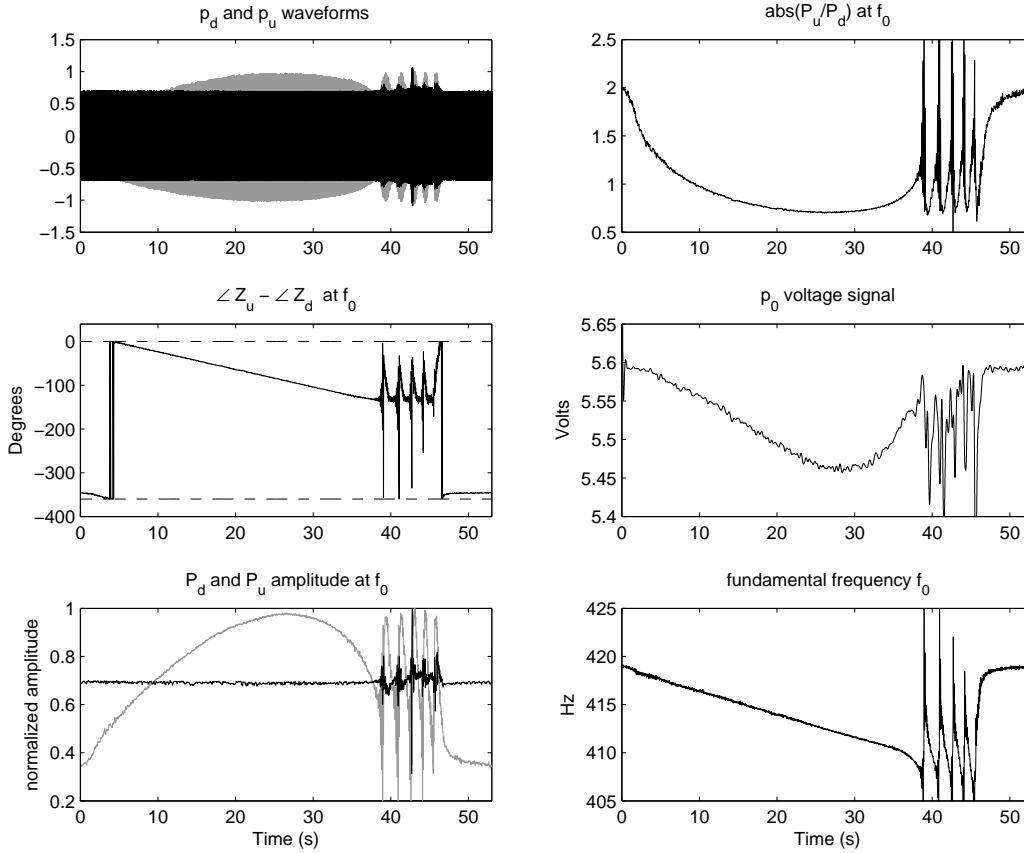 p_d and p_u waveforms
1.5
1
0.5
0
−0.5
−1
−1.5
0 10 20 30 40 50
abs(P_u/P_d) at f_0
2.5
2
1.5
1
0.5
0 10 20 30 40 50
∠ Z_u − ∠ Z_d at f_0
Degrees
0
−100
−200
−300
−400
0 10 20 30 40 50
p_0 voltage signal
Volts
5.65
5.6
5.55
5.5
5.45
5.4
0 10 20 30 40 50
P_d and P_u amplitude at f_0
normalized amplitude
1
0.8
0.6
0.4
0.2
0 10 20 30 40 50
Time (s)
fundamental frequency f_0
Hz
425
420
415
410
405
0 10 20 30 40 50
Time (s)